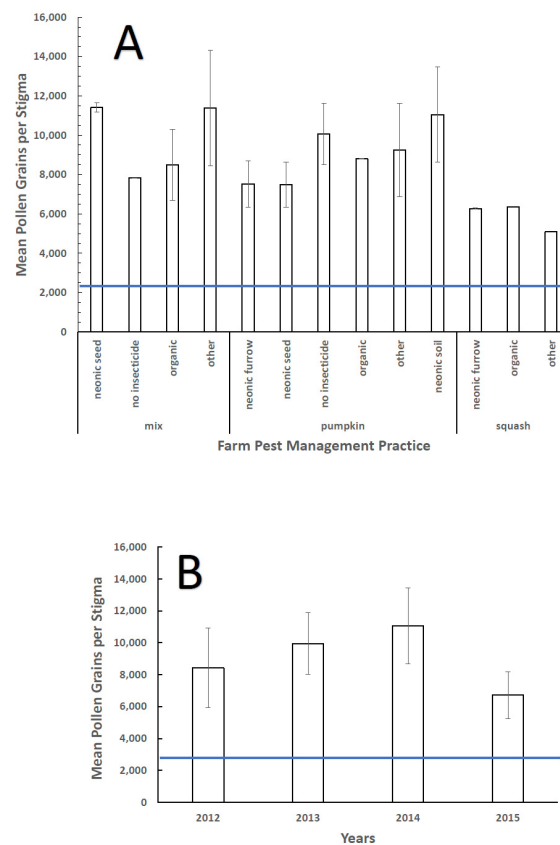 A
Mean Pollen Grains per Stigma
16,000
14,000
12,000
10,000
8,000
6,000
4,000
2,000
0
neonic seed
no insecticide
organic
other
neonic furrow
neonic seed
no insecticide
organic
other
neonic soil
neonic furrow
organic
other
mix
pumpkin
squash
Farm Pest Management Practice
B
Mean Pollen Grains per Stigma
16,000
14,000
12,000
10,000
8,000
6,000
4,000
2,000
0
2012
2013
2014
2015
Years